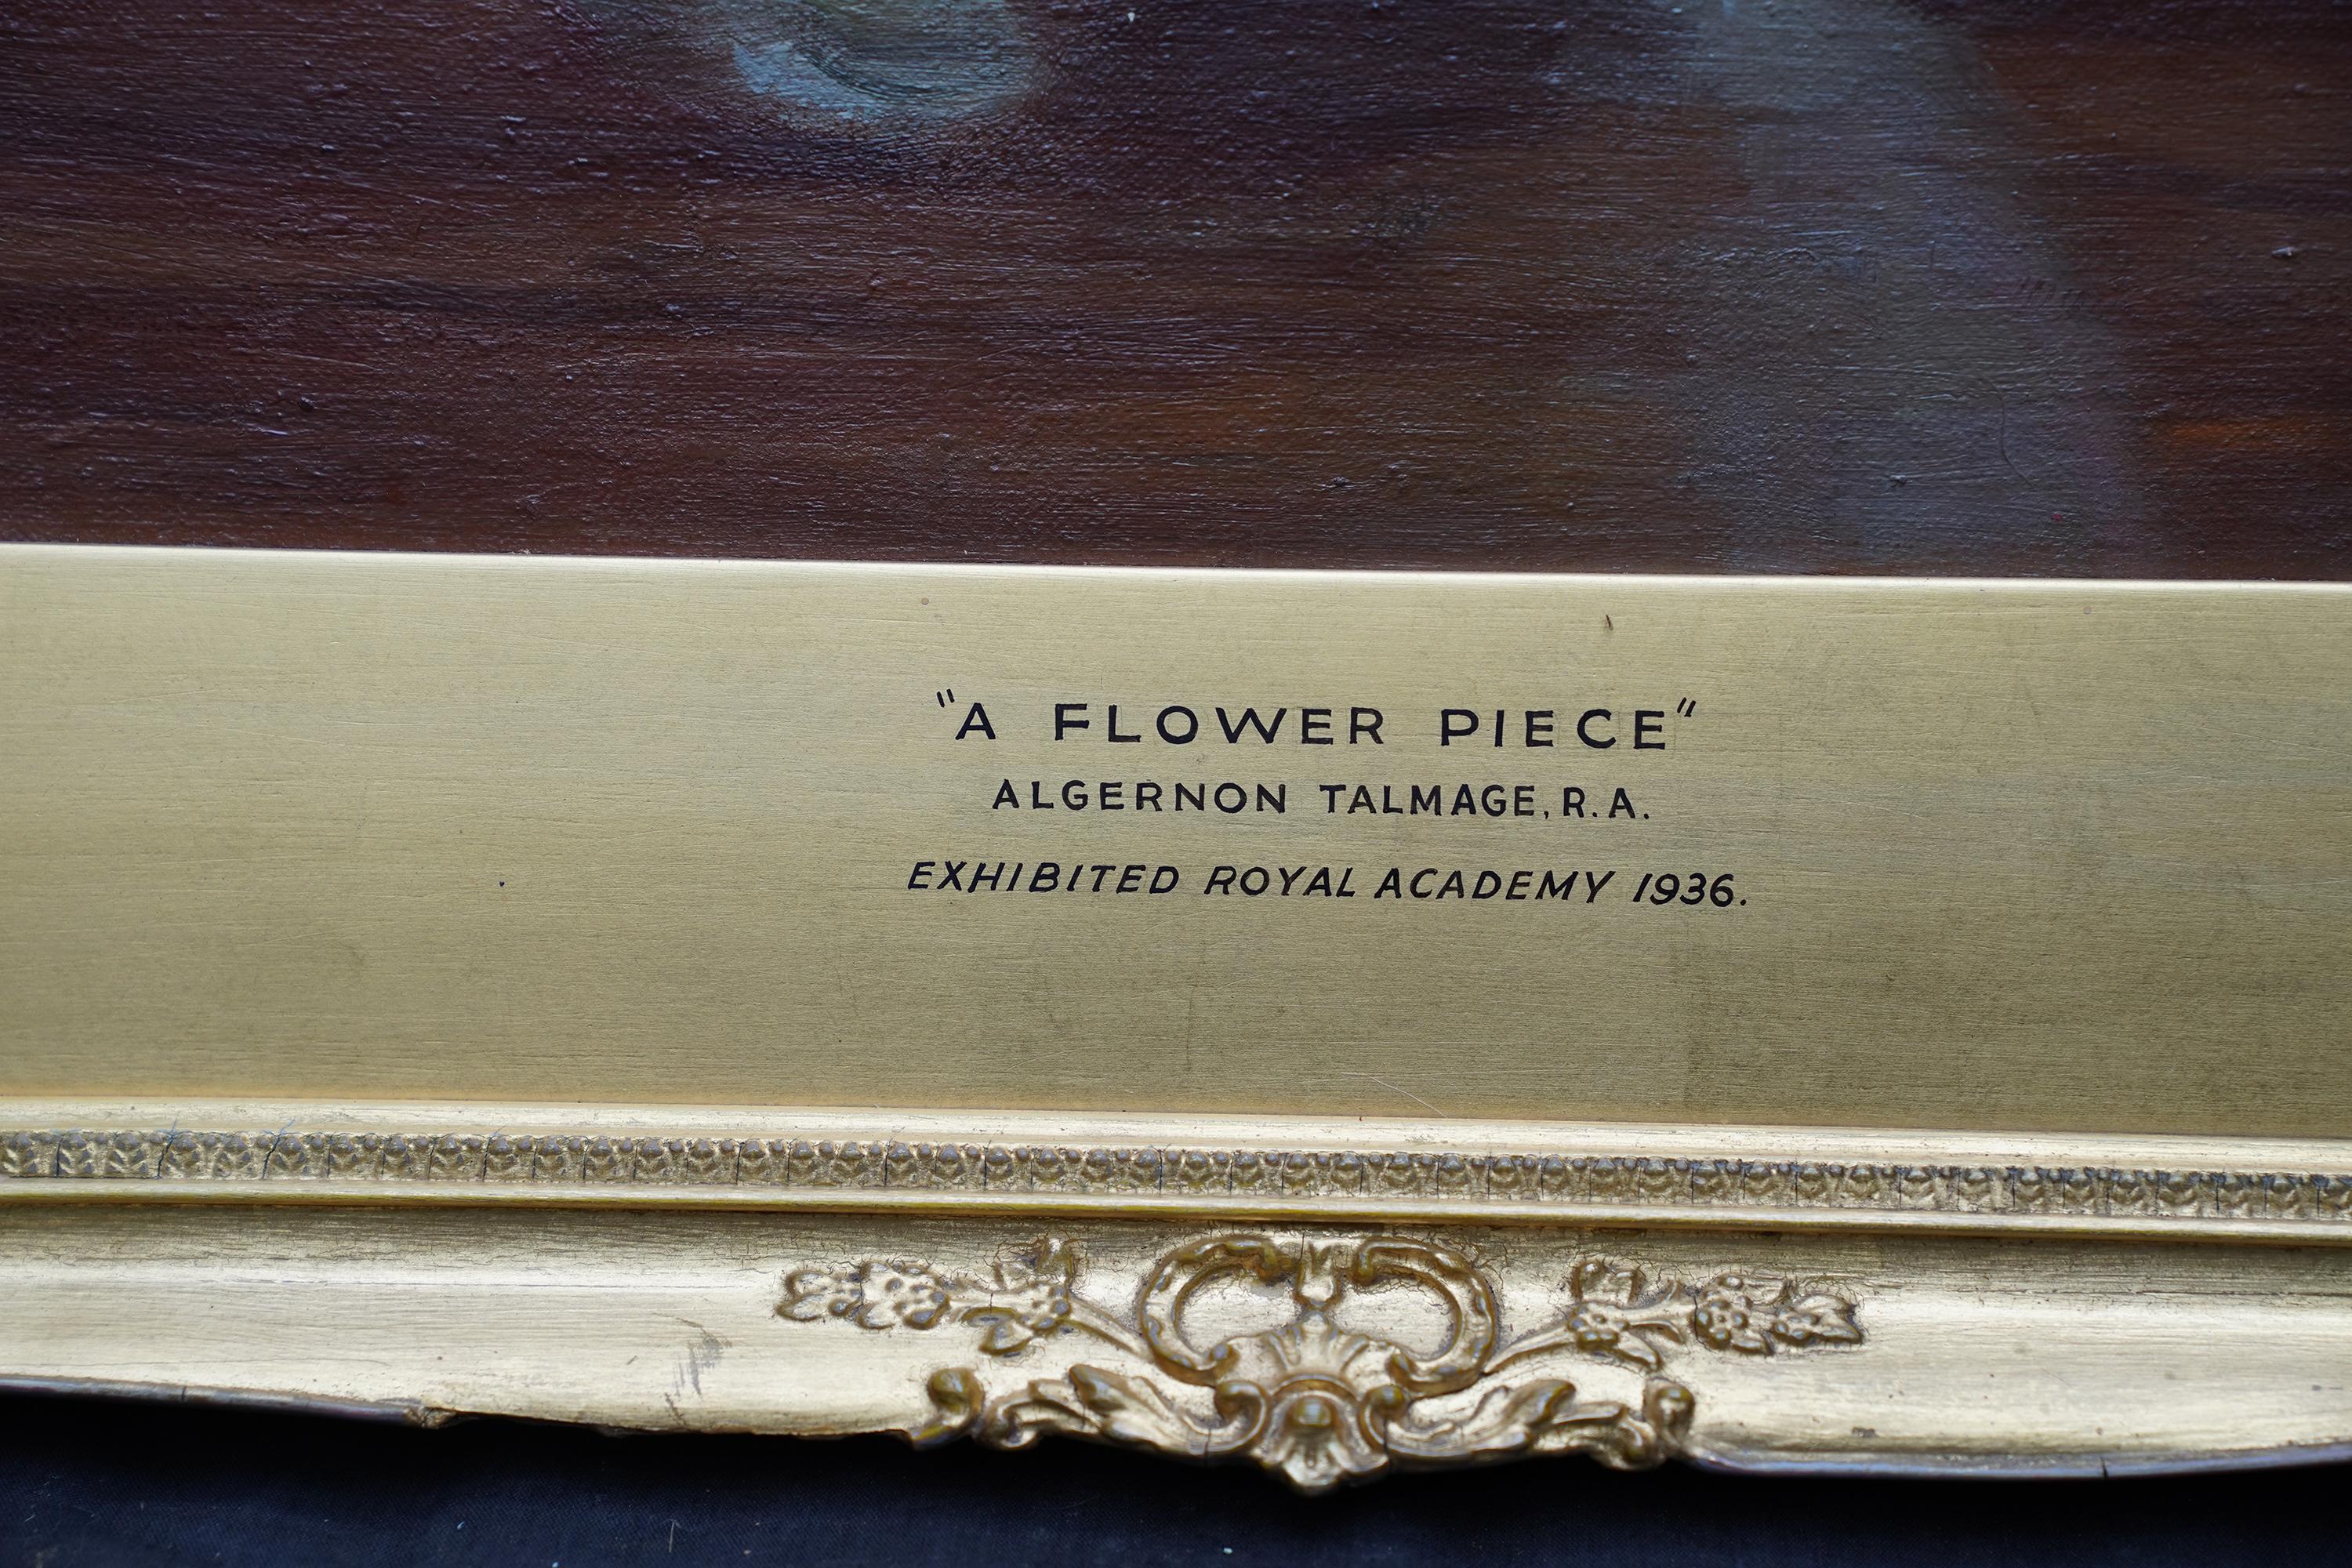 "A FLOWER PIECE"
ALGERNON TALMAGE, R.A.
EXHIBITED ROYAL ACADEMY 1936.